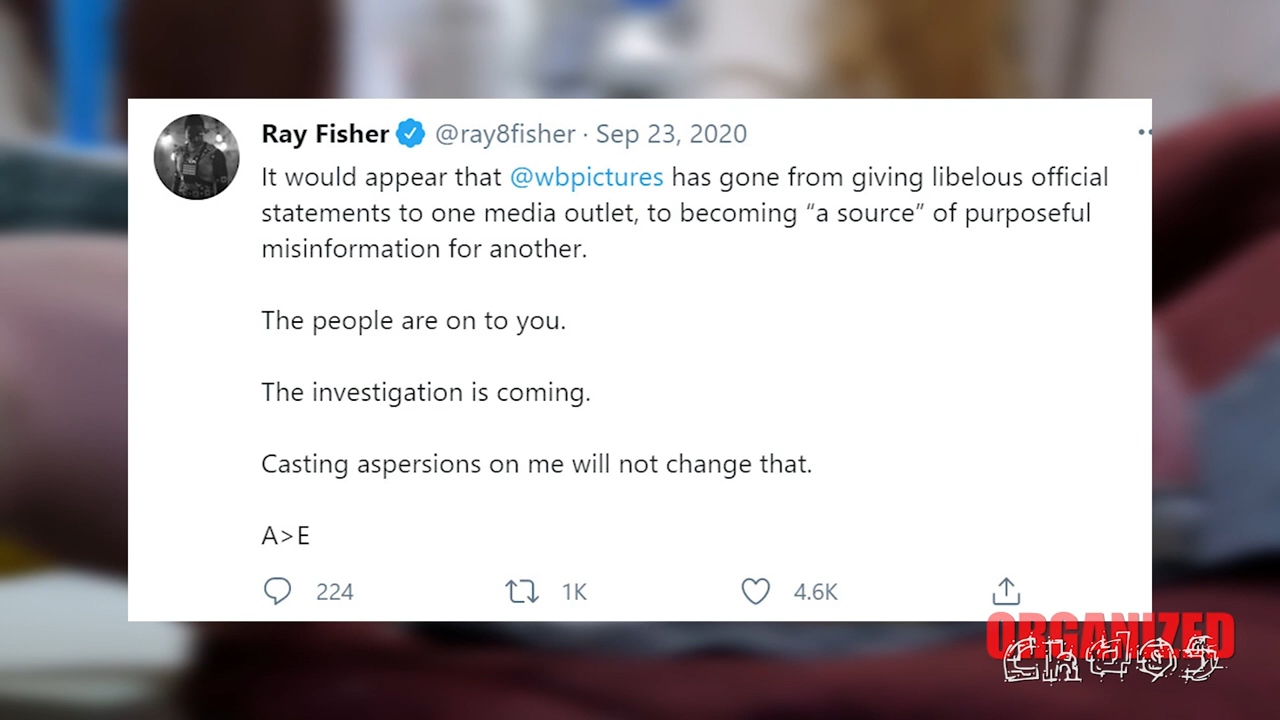 Ray Fisher @ray8fisher · Sep 23, 2020
It would appear that @wbpictures has gone from giving libelous official
statements to one media outlet, to becoming “a source” of purposeful
misinformation for another.
The people are on to you.
The investigation is coming.
Casting aspersions on me will not change that.
A>E
224 1K 4.6K
ORGANIZED
CHAOS